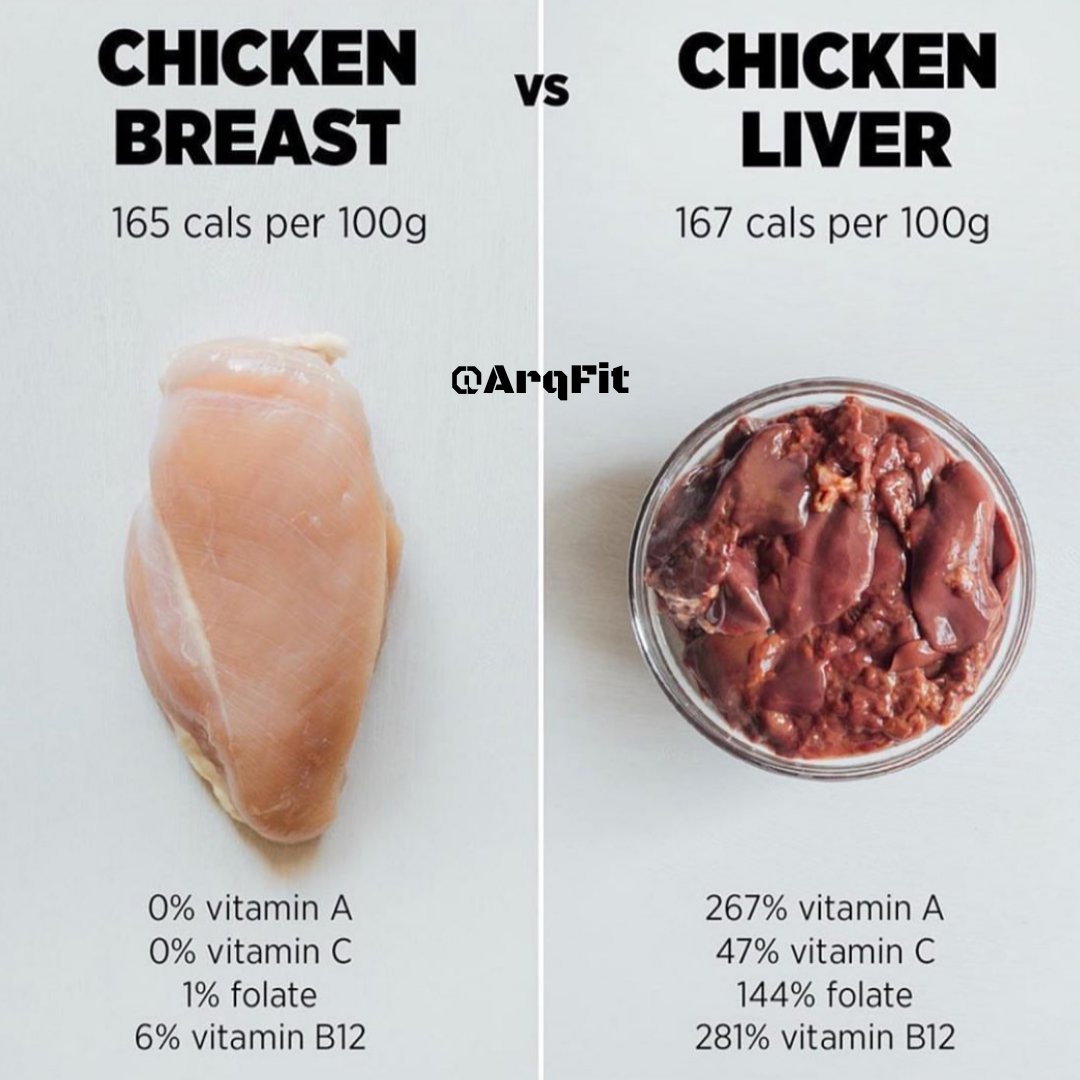 CHICKEN
BREAST
165 cals per 100g
vs
CHICKEN
LIVER
167 cals per 100g
@ArqFit
0% vitamin A
0% vitamin C
1% folate
6% vitamin B12
267% vitamin A
47% vitamin C
144% folate
281% vitamin B12